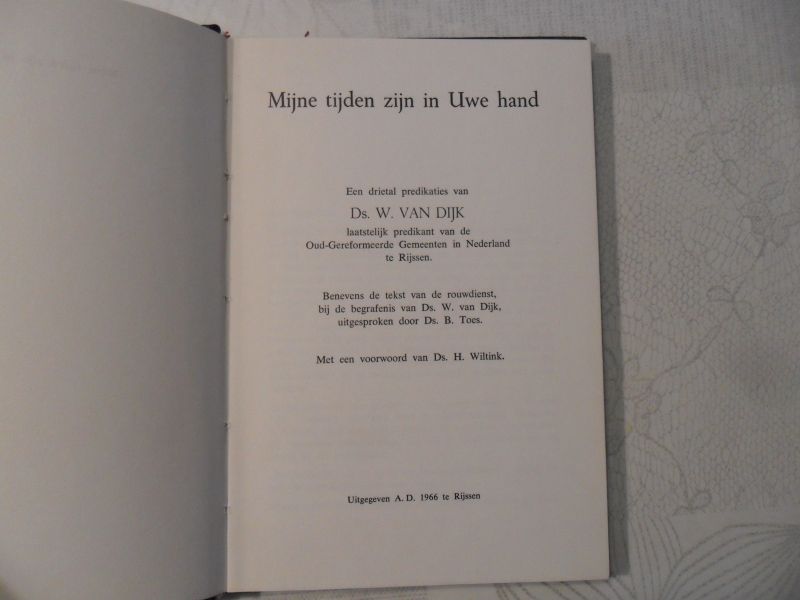 Mijne tijden zijn in Uwe hand
Een drietal predikaties van
Ds. W. VAN DIJK
laatstelijk predikant van de
Oud-Gereformeerde Gemeenten in Nederland
te Rijssen.
Benevens de tekst van de rouwdienst,
bij de begrafenis van Ds. W. van Dijk,
uitgesproken door Ds. B. Toes.
Met een voorwoord van Ds. H. Wiltink.
Uitgegeven A. D. 1966 te Rijssen